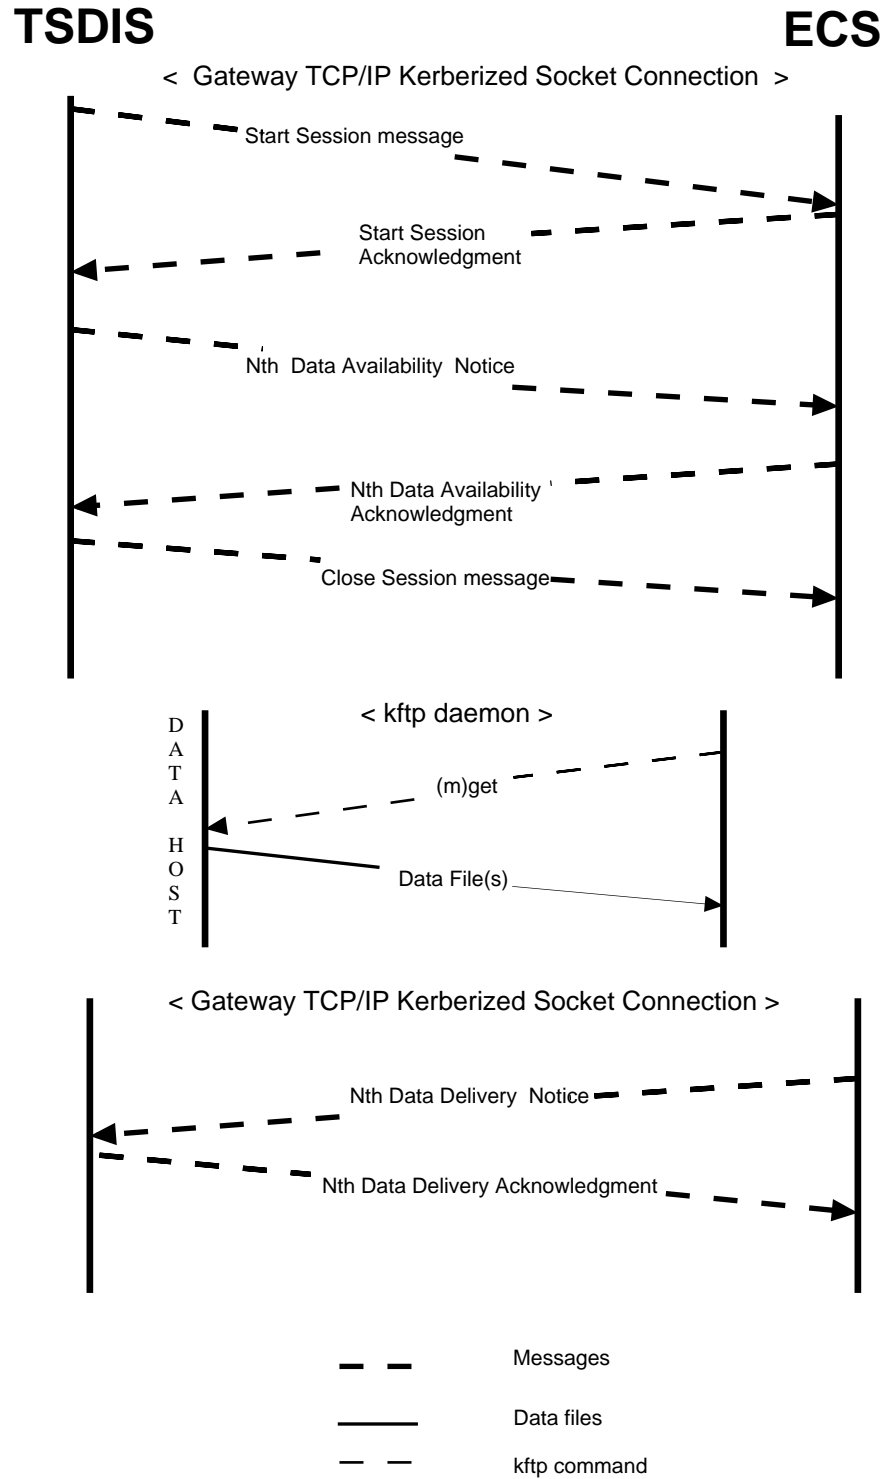 TSDIS
ECS
< Gateway TCP/IP Kerberized Socket Connection >
Start Session message
Start Session
Acknowledgment
Nth Data Availability Notice
Nth Data Availability
Acknowledgment
Close Session message
D
A
T
A
H
O
S
T
< kftp daemon >
(m)get
Data File(s)
< Gateway TCP/IP Kerberized Socket Connection >
Nth Data Delivery Notice
Nth Data Delivery Acknowledgment
Messages
Data files
kftp command